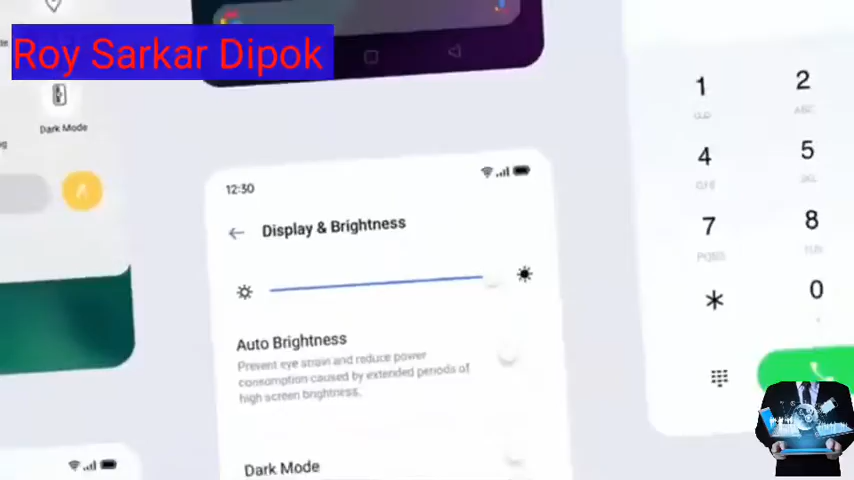 Roy Sarkar Dipok
Dark Mode
12:30
Display & Brightness
Auto Brightness
Prevent eye strain and reduce power
consumption caused by extended periods of
high screen brightness.
Dark Mode
1
2
ABC
4
5
7
8
*
0